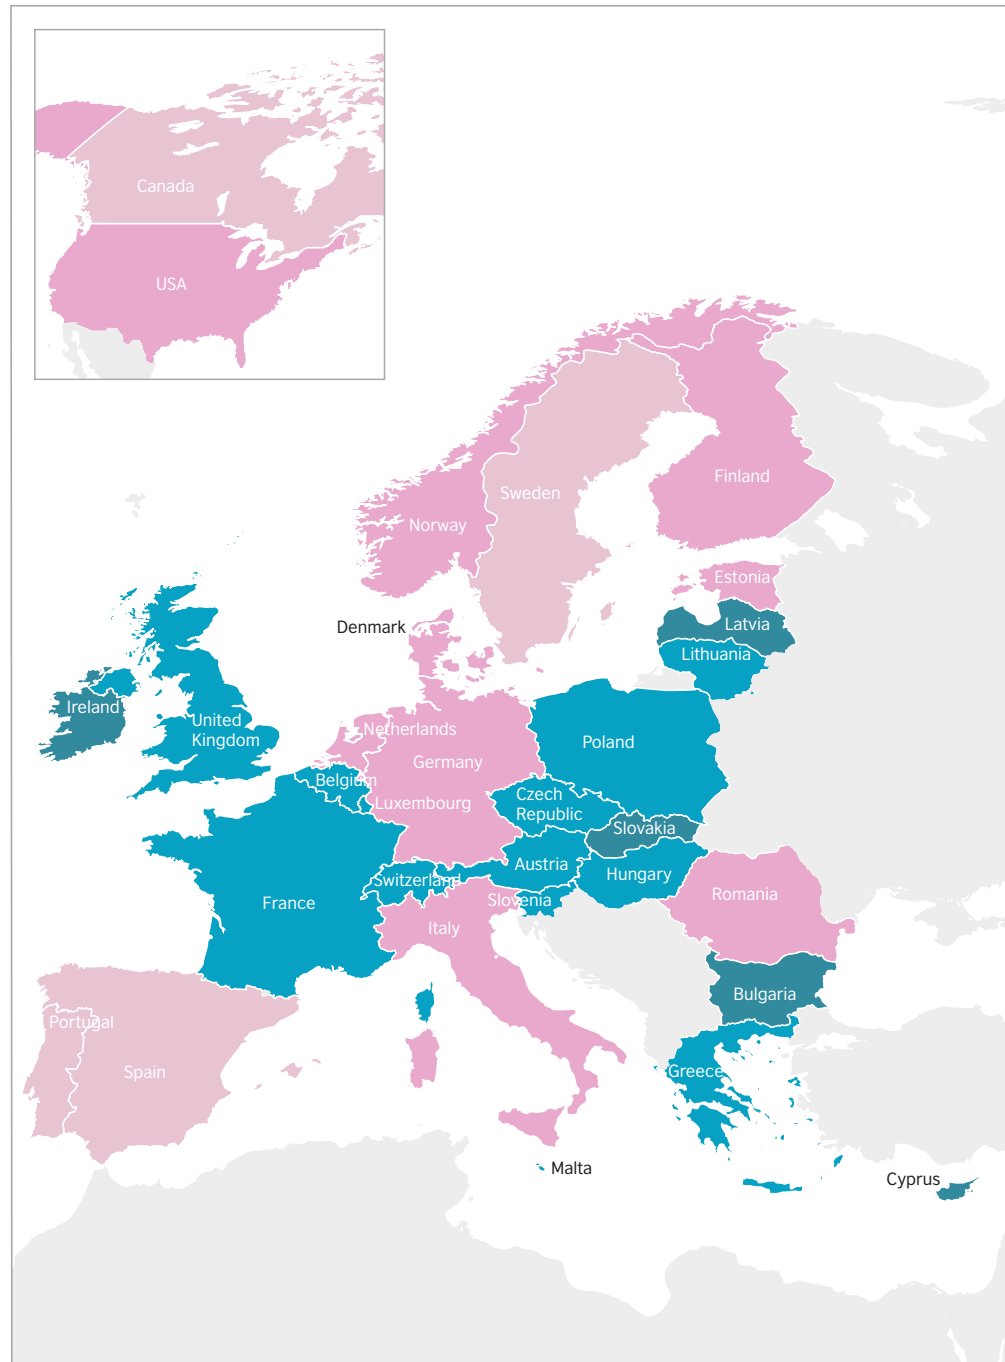 Canada
USA
Sweden
Finland
Norway
Estonia
Denmark
Latvia
Lithuania
Ireland
United
Kingdom
Netherlands
Germany
Poland
Belgium
Luxembourg
Czech
Republic
Slovakia
Austria
Hungary
Switzerland
Slovenia
France
Italy
Romania
Bulgaria
Portugal
Spain
Greece
Malta
Cyprus